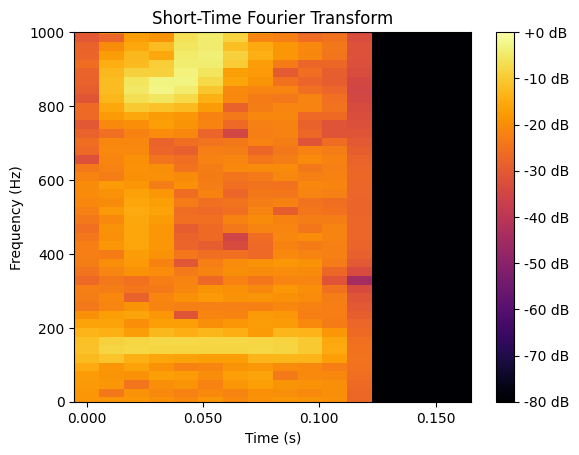 Short-Time Fourier Transform
Frequency (Hz)
1000
800
600
400
200
0
0.000
0.050
0.100
0.150
Time (s)
+0 dB
-10 dB
-20 dB
-30 dB
-40 dB
-50 dB
-60 dB
-70 dB
-80 dB